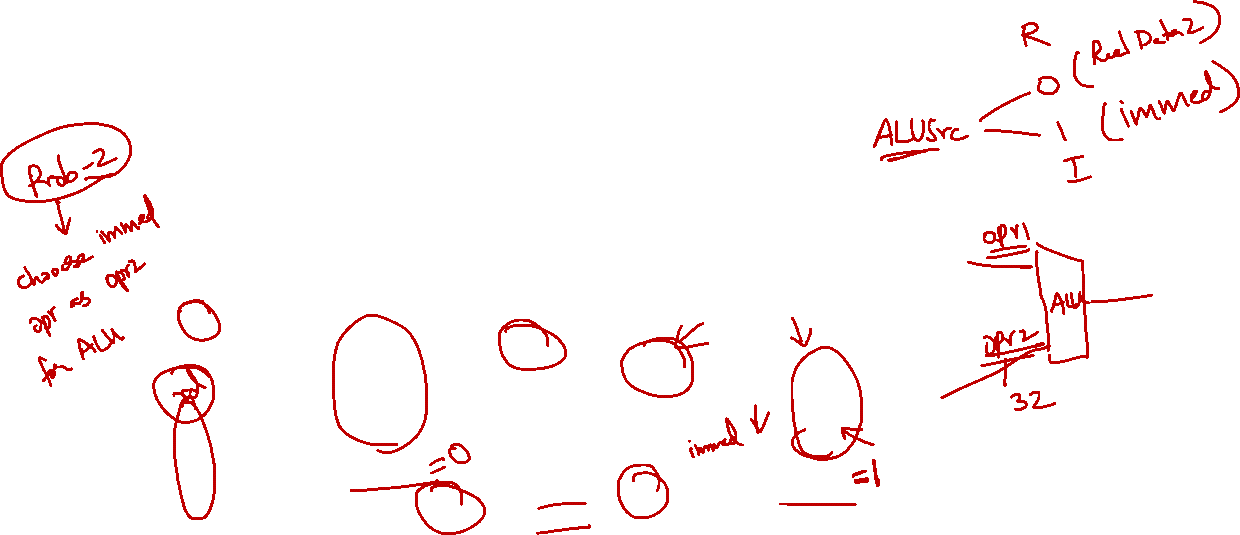 R
0 (Read Data2)
ALUSrc
1 (immed)
I
Prob-2
choose immed
opr as opr2
for ALU
opr1
ALU
opr2
32
rd
immed
=0
=1